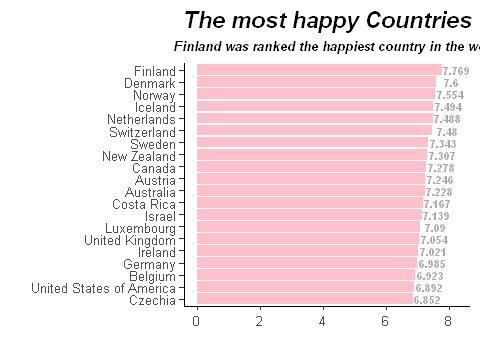 The most happy Countries
Finland was ranked the happiest country in the
Finland 7.769
Denmark 7.6
Norway 7.554
Iceland 7.494
Netherlands 7.488
Switzerland 7.48
Sweden 7.343
New Zealand 7.307
Canada 7.278
Austria 7.246
Australia 7.228
Costa Rica 7.167
Israel 7.139
Luxembourg 7.09
United Kingdom 7.054
Ireland 7.021
Germany 6.985
Belgium 6.923
United States of America 6.892
Czechia 6.852
0 2 4 6 8